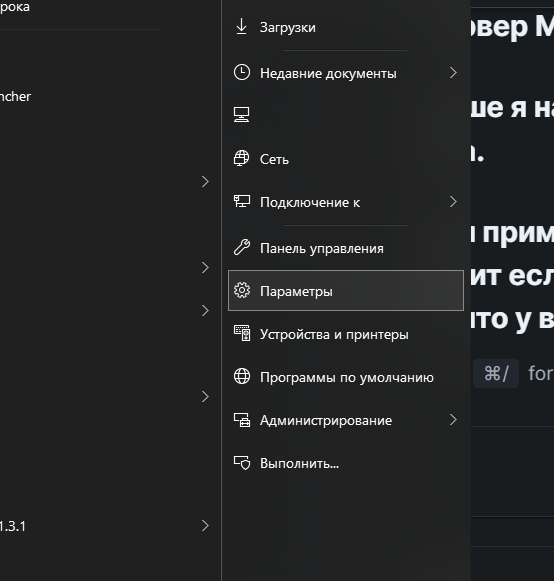 рока
ncher
1.3.1
Загрузки
Недавние документы
Сеть
Подключение к
Панель управления
Параметры
Устройства и принтеры
Программы по умолчанию
Администрирование
Выполнить...
овер М
ше я на
а.
прим
ит есл
что у в
⌘/ for